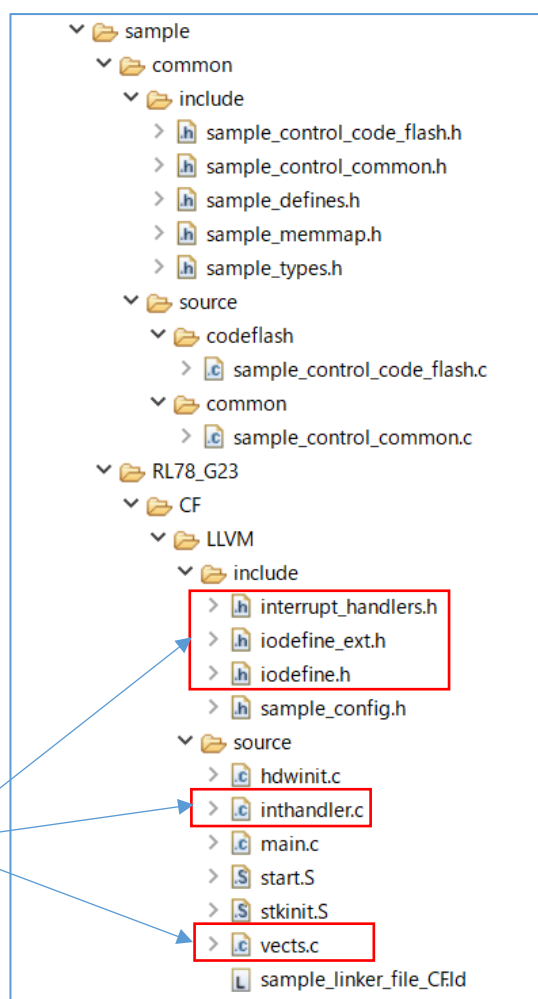 sample
common
include
sample_control_code_flash.h
sample_control_common.h
sample_defines.h
sample_memmap.h
sample_types.h
source
codeflash
sample_control_code_flash.c
common
sample_control_common.c
RL78_G23
CF
LLVM
include
interrupt_handlers.h
iodefine_ext.h
iodefine.h
sample_config.h
source
hdwinit.c
inthandler.c
main.c
start.S
stkinit.S
vects.c
sample_linker_file_CF.ld